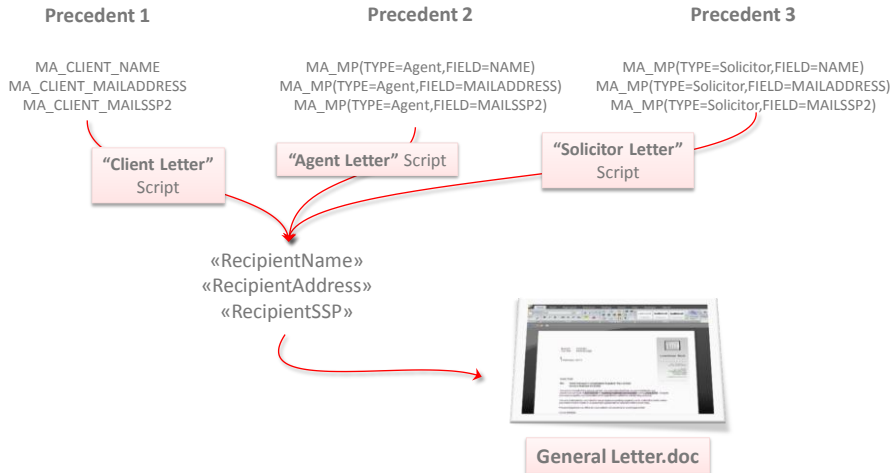 Precedent 1
Precedent 2
Precedent 3
MA_CLIENT_NAME
MA_CLIENT_MAILADDRESS
MA_CLIENT_MAILSSP2
MA_MP(TYPE=Agent,FIELD=NAME)
MA_MP(TYPE=Agent,FIELD=MAILADDRESS)
MA_MP(TYPE=Agent,FIELD=MAILSSP2)
MA_MP(TYPE=Solicitor,FIELD=NAME)
MA_MP(TYPE=Solicitor,FIELD=MAILADDRESS)
MA_MP(TYPE=Solicitor,FIELD=MAILSSP2)
“Client Letter”
Script
“Agent Letter” Script
“Solicitor Letter”
Script
«RecipientName»
«RecipientAddress»
«RecipientSSP»
General Letter.doc